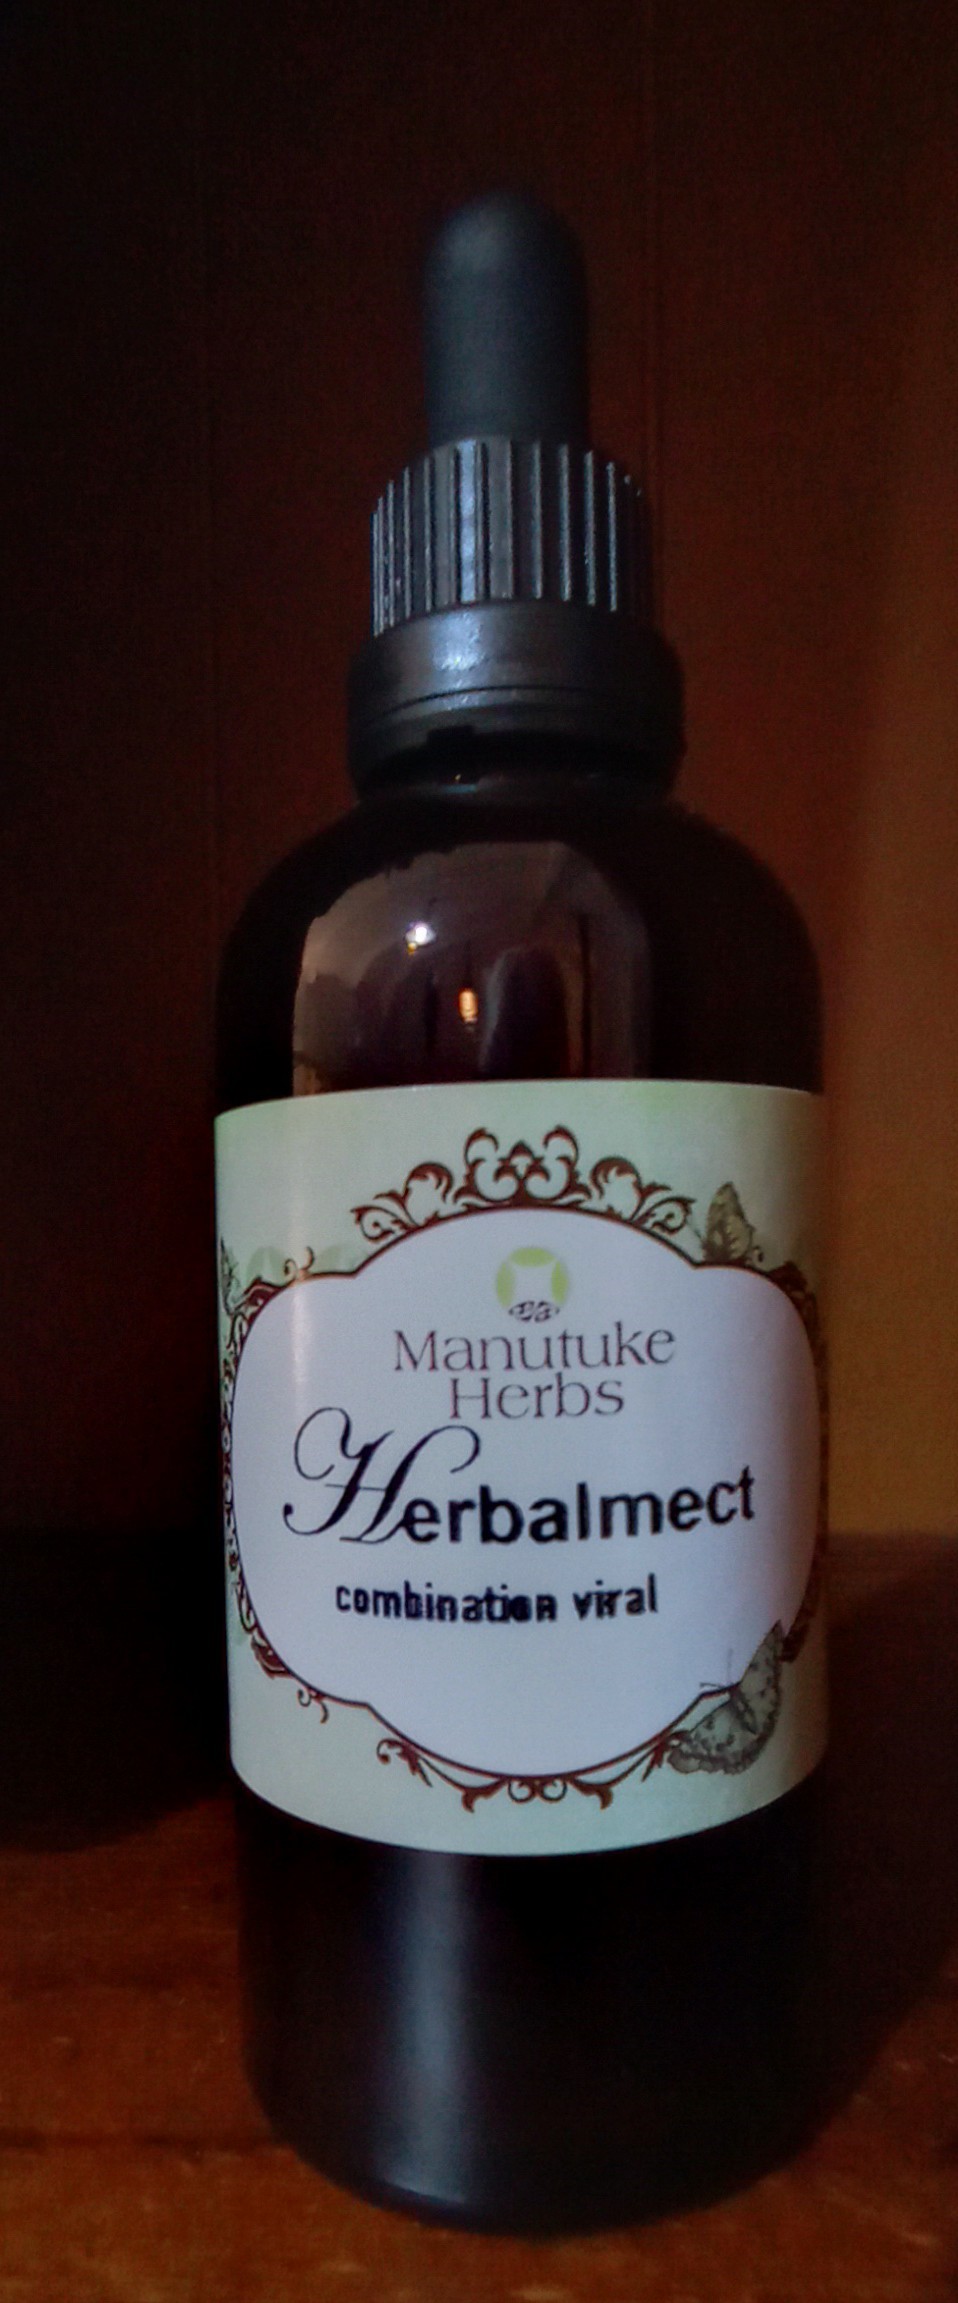 Manutuke
Herbs
Herbalmect
combination viral